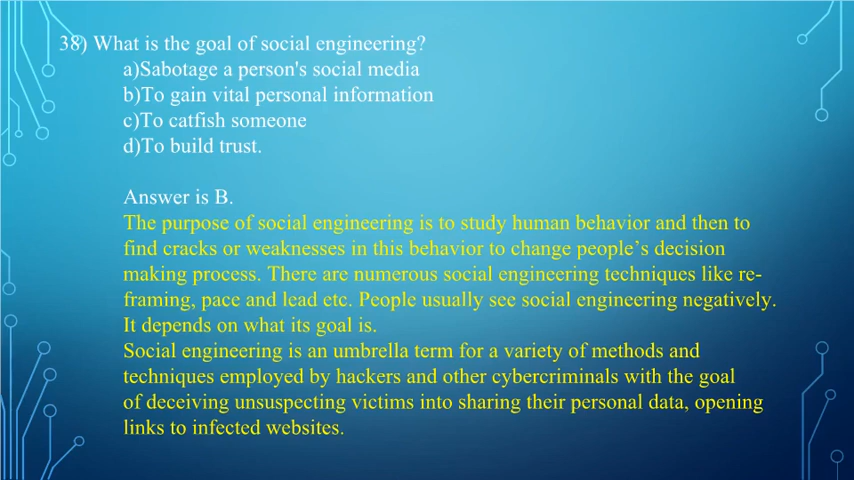 38) What is the goal of social engineering?
a)Sabotage a person's social media
b)To gain vital personal information
c)To catfish someone
d)To build trust.
Answer is B.
The purpose of social engineering is to study human behavior and then to
find cracks or weaknesses in this behavior to change people’s decision
making process. There are numerous social engineering techniques like re-
framing, pace and lead etc. People usually see social engineering negatively.
It depends on what its goal is.
Social engineering is an umbrella term for a variety of methods and
techniques employed by hackers and other cybercriminals with the goal
of deceiving unsuspecting victims into sharing their personal data, opening
links to infected websites.